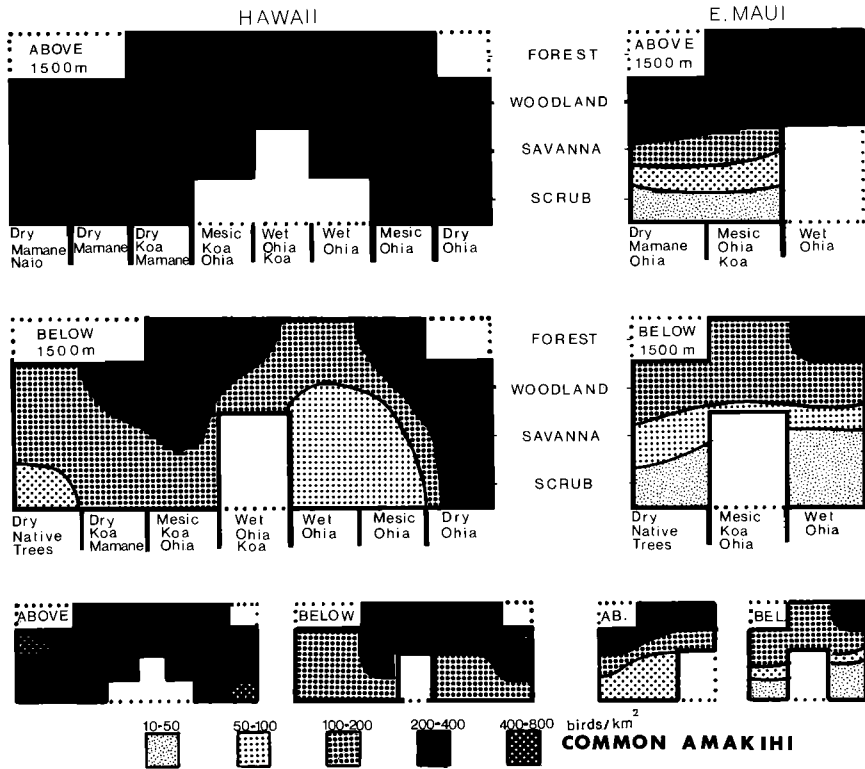 HAWAII
E. MAUI
ABOVE
1500m
FOREST
WOODLAND
SAVANNA
SCRUB
ABOVE
1500m
Dry Mamane Naio
Dry Mamane
Dry Koa Mamane
Mesic Koa Ohia
Wet Ohia Koa
Wet Ohia
Mesic Ohia
Dry Ohia
Dry Mamane Ohia
Mesic Ohia Koa
Wet Ohia
BELOW
1500m
FOREST
WOODLAND
SAVANNA
SCRUB
BELOW
1500m
Dry Native Trees
Dry Koa Mamane
Mesic Koa Ohia
Wet Ohia Koa
Wet Ohia
Mesic Ohia
Dry Ohia
Dry Native Trees
Mesic Koa Ohia
Wet Ohia
ABOVE
BELOW
AB.
BEL.
10-50
50-100
100-200
200-400
400-800
birds/km²
COMMON AMAKIHI